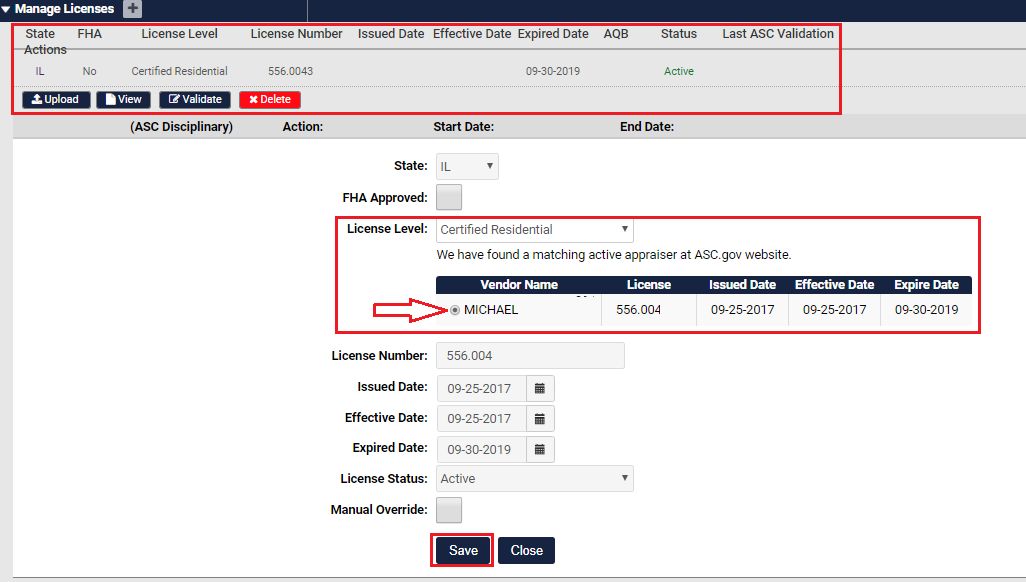 Manage Licenses
State FHA License Level License Number Issued Date Effective Date Expired Date AQB Status Last ASC Validation
Actions
IL No Certified Residential 556.0043 09-30-2019 Active
Upload View Validate Delete
(ASC Disciplinary) Action: Start Date: End Date:
State: IL
FHA Approved:
License Level: Certified Residential
We have found a matching active appraiser at ASC.gov website.
Vendor Name License Issued Date Effective Date Expire Date
MICHAEL 556.004 09-25-2017 09-25-2017 09-30-2019
License Number: 556.004
Issued Date: 09-25-2017
Effective Date: 09-25-2017
Expired Date: 09-30-2019
License Status: Active
Manual Override:
Save Close